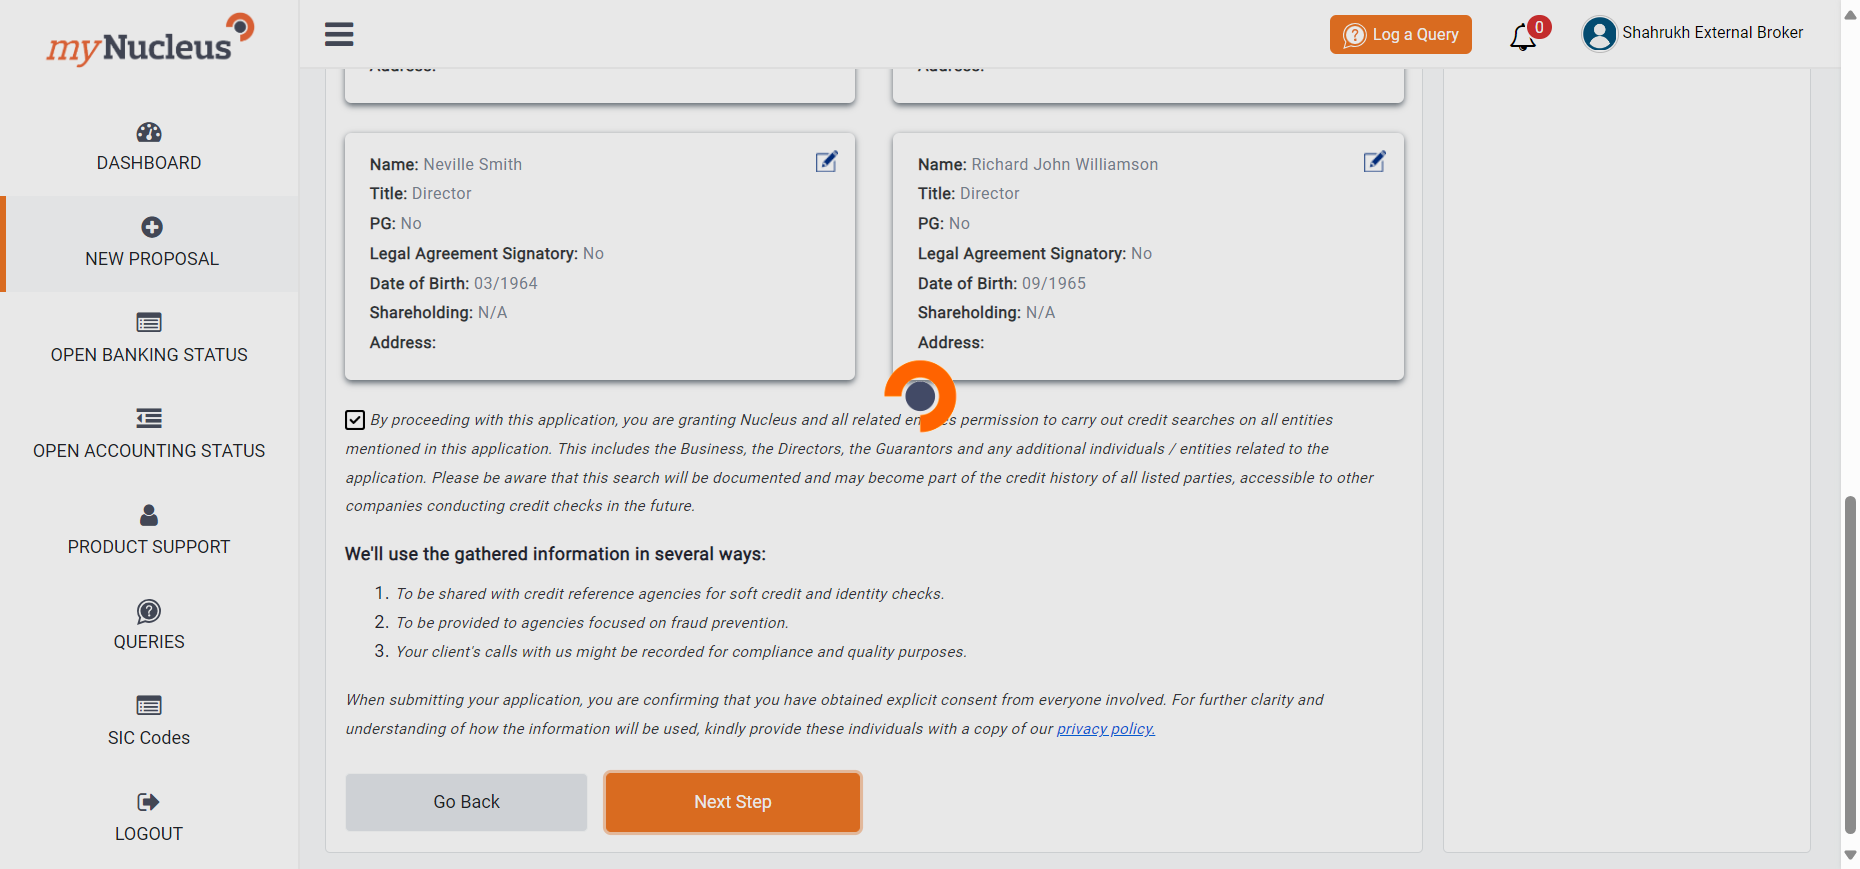 myNucleus
Log a Query
0
Shahrukh External Broker
DASHBOARD
NEW PROPOSAL
OPEN BANKING STATUS
OPEN ACCOUNTING STATUS
PRODUCT SUPPORT
QUERIES
SIC Codes
LOGOUT
Address:
Address:
Name: Neville Smith
Title: Director
PG: No
Legal Agreement Signatory: No
Date of Birth: 03/1964
Shareholding: N/A
Address:
Name: Richard John Williamson
Title: Director
PG: No
Legal Agreement Signatory: No
Date of Birth: 09/1965
Shareholding: N/A
Address:
By proceeding with this application, you are granting Nucleus and all related entities permission to carry out credit searches on all entities
mentioned in this application. This includes the Business, the Directors, the Guarantors and any additional individuals / entities related to the
application. Please be aware that this search will be documented and may become part of the credit history of all listed parties, accessible to other
companies conducting credit checks in the future.
We'll use the gathered information in several ways:
1. To be shared with credit reference agencies for soft credit and identity checks.
2. To be provided to agencies focused on fraud prevention.
3. Your client's calls with us might be recorded for compliance and quality purposes.
When submitting your application, you are confirming that you have obtained explicit consent from everyone involved. For further clarity and
understanding of how the information will be used, kindly provide these individuals with a copy of our privacy policy.
Go Back
Next Step